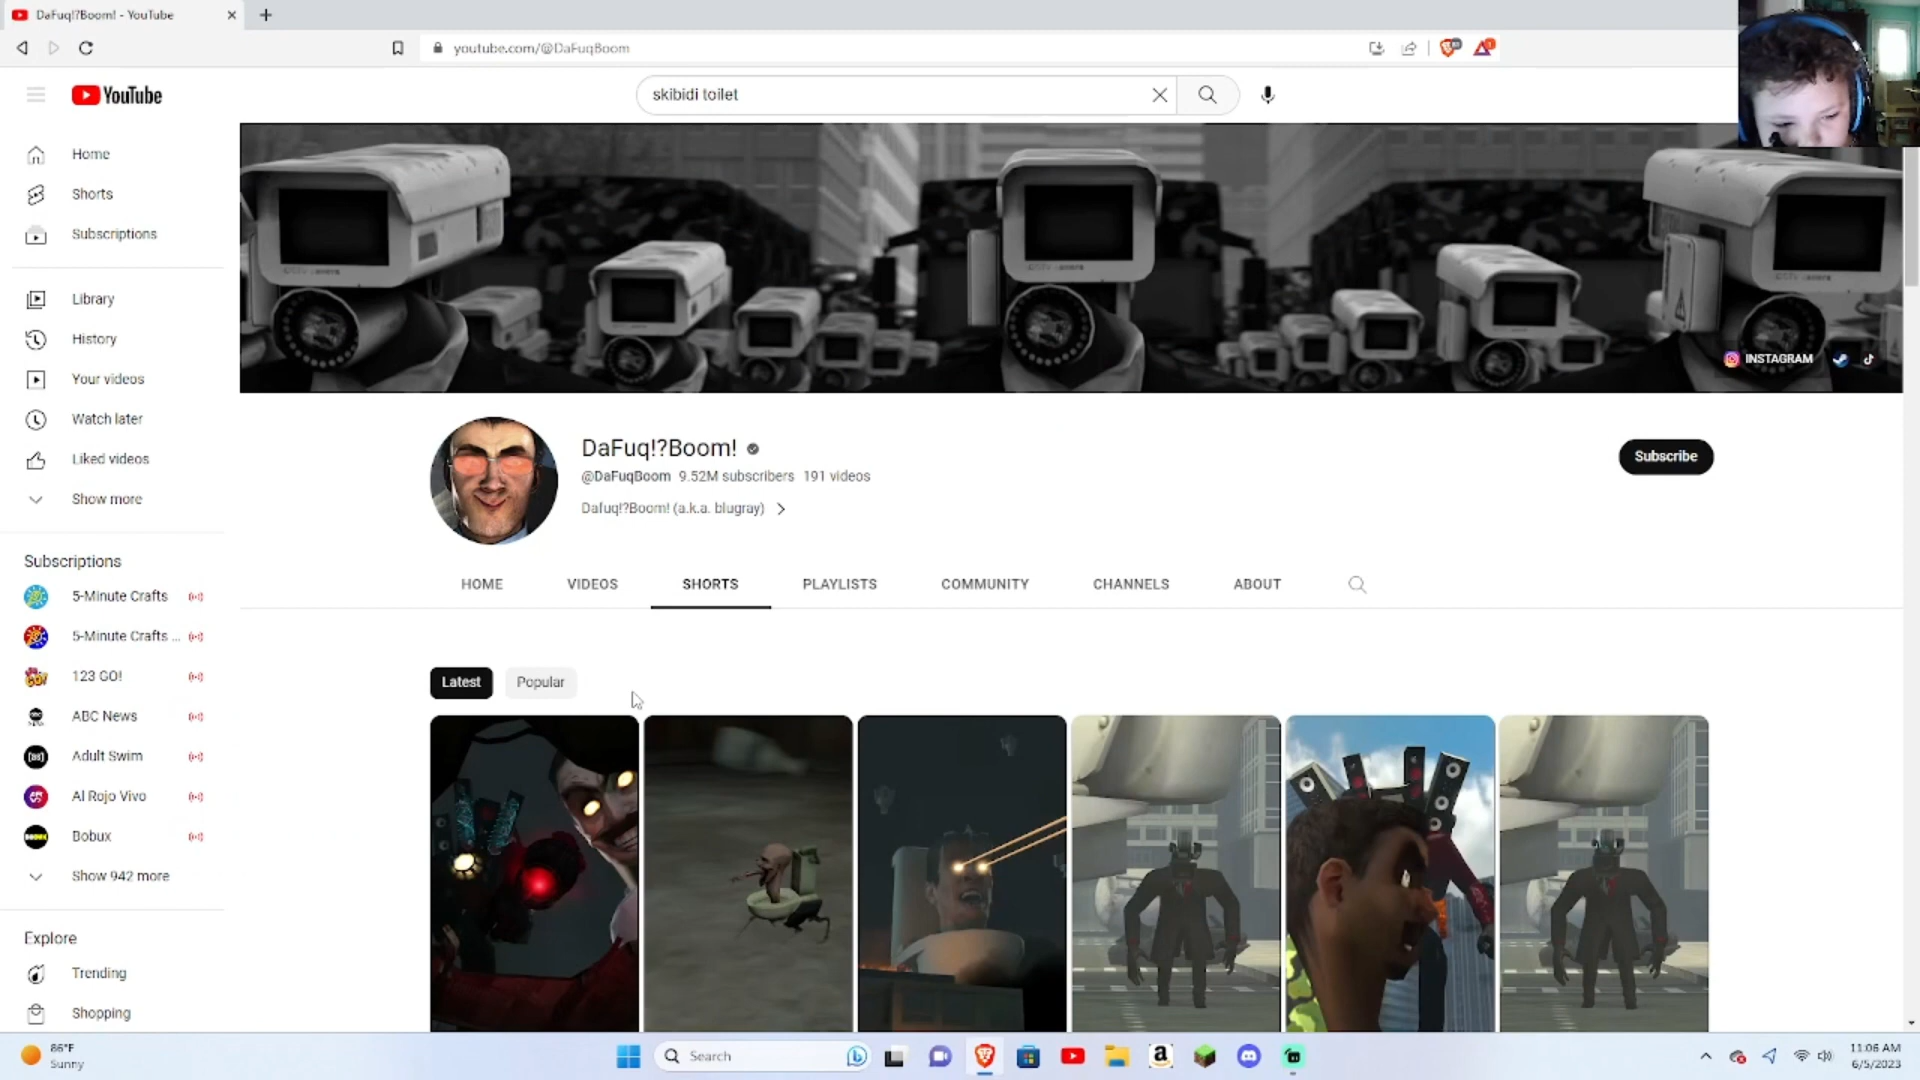 DaFuq!?Boom! - YouTube
youtube.com/@DaFuqBoom
YouTube
skibidi toilet
Home
Shorts
Subscriptions
Library
History
Your videos
Watch later
Liked videos
Show more
INSTAGRAM
DaFuq!?Boom!
@DaFuqBoom 9.52M subscribers 191 videos
Dafuq!?Boom! (a.k.a. blugray)
Subscribe
HOME VIDEOS SHORTS PLAYLISTS COMMUNITY CHANNELS ABOUT
Latest Popular
Subscriptions
5-Minute Crafts
5-Minute Crafts ...
123 GO!
ABC News
Adult Swim
Al Rojo Vivo
Bobux
Show 942 more
Explore
Trending
Shopping
86°F
Sunny
Search
11:06 AM
6/5/2023